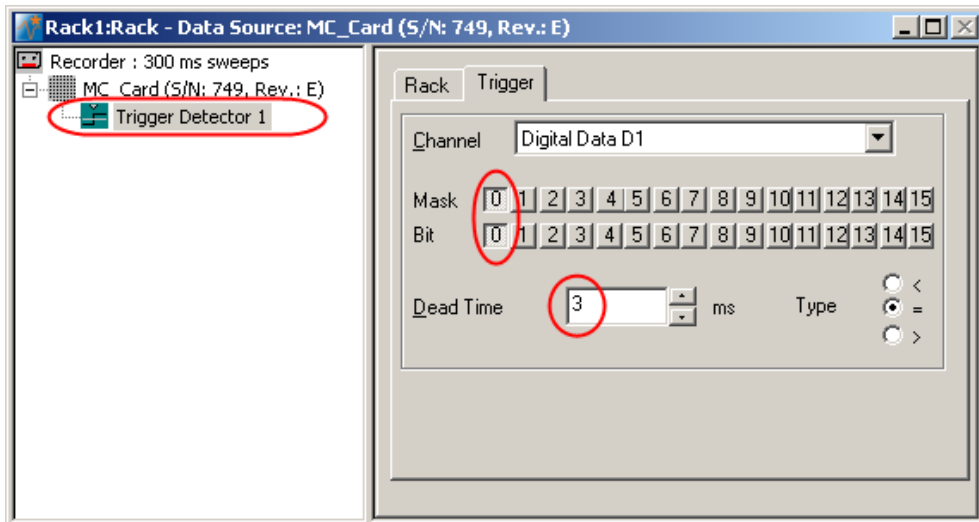 Rack1:Rack - Data Source: MC_Card (S/N: 749, Rev.: E)
Recorder : 300 ms sweeps
MC_Card (S/N: 749, Rev.: E)
Trigger Detector 1
Rack Trigger
Channel Digital Data D1
Mask 0 1 2 3 4 5 6 7 8 9 10 11 12 13 14 15
Bit 0 1 2 3 4 5 6 7 8 9 10 11 12 13 14 15
<
Dead Time 3 ms Type =
>